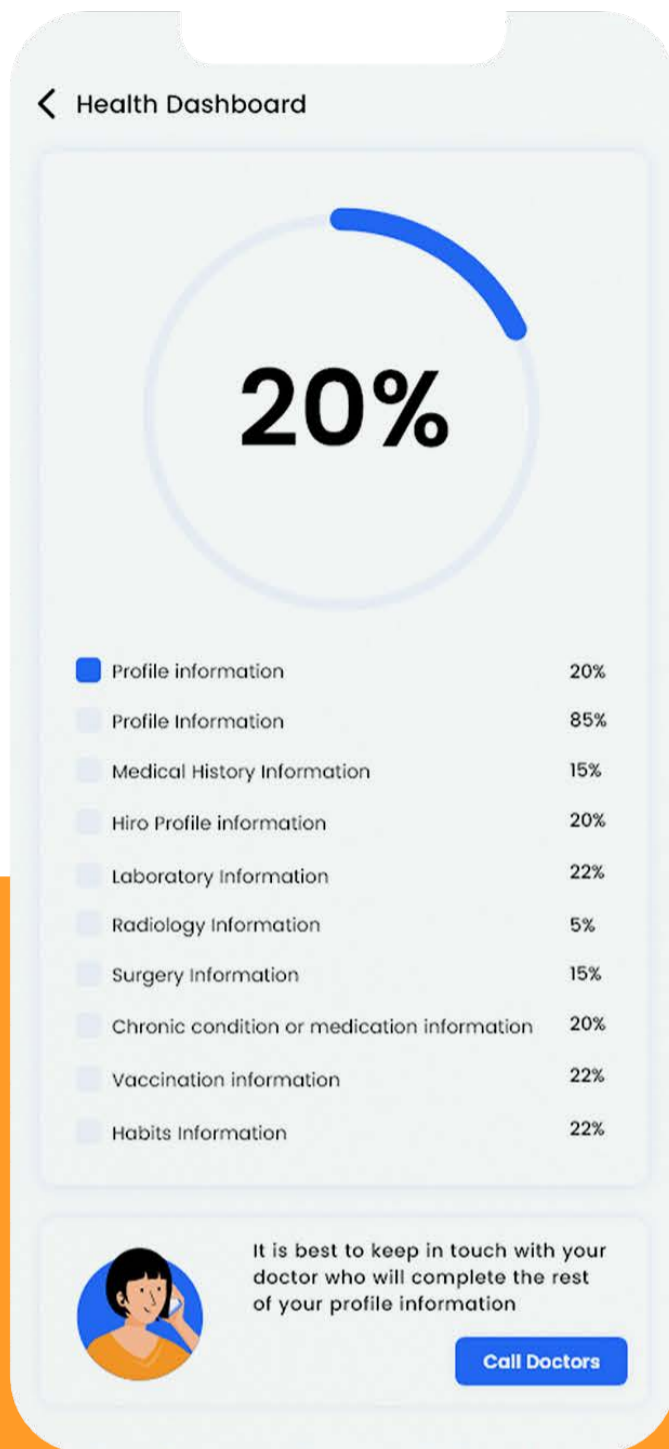 Health Dashboard
20%
Profile information 20%
Profile Information 85%
Medical History Information 15%
Hiro Profile information 20%
Laboratory Information 22%
Radiology Information 5%
Surgery Information 15%
Chronic condition or medication information 20%
Vaccination information 22%
Habits Information 22%
It is best to keep in touch with your
doctor who will complete the rest
of your profile information
Call Doctors